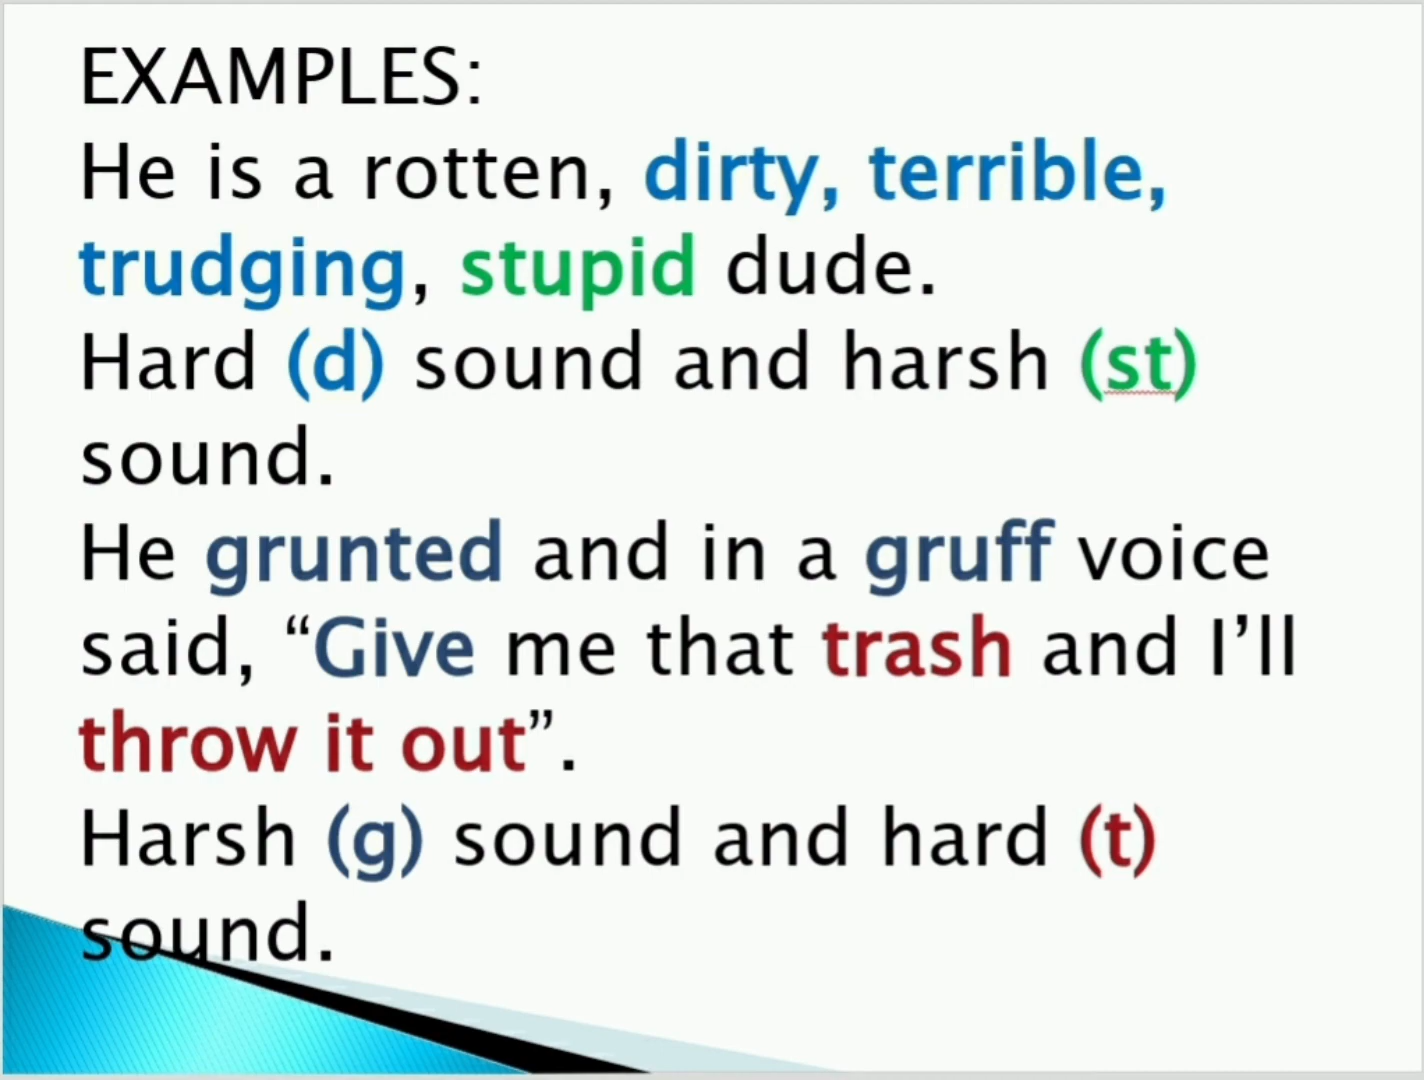 EXAMPLES:
He is a rotten, dirty, terrible,
trudging, stupid dude.
Hard (d) sound and harsh (st)
sound.
He grunted and in a gruff voice
said, “Give me that trash and I’ll
throw it out”.
Harsh (g) sound and hard (t)
sound.